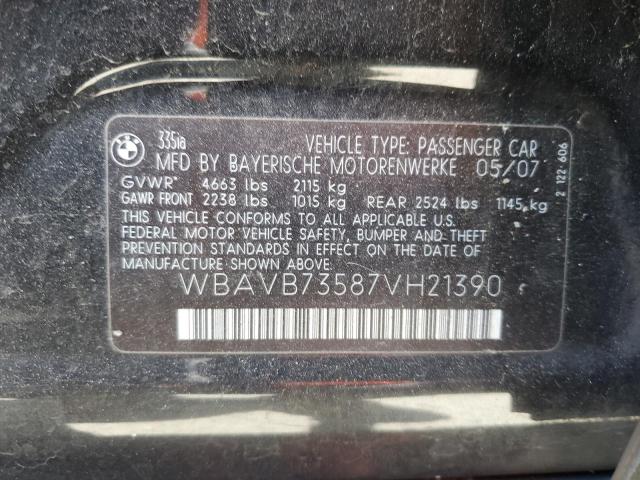 BMW
335ia
VEHICLE TYPE: PASSENGER CAR
MFD BY BAYERISCHE MOTORENWERKE 05/07
GVWR* 4663 lbs 2115 kg
GAWR FRONT 2238 lbs 1015 kg REAR 2524 lbs 1145 kg
THIS VEHICLE CONFORMS TO ALL APPLICABLE U.S.
FEDERAL MOTOR VEHICLE SAFETY, BUMPER AND THEFT
PREVENTION STANDARDS IN EFFECT ON THE DATE OF
MANUFACTURE SHOWN ABOVE.
WBAVB73587VH21390
2 122 606